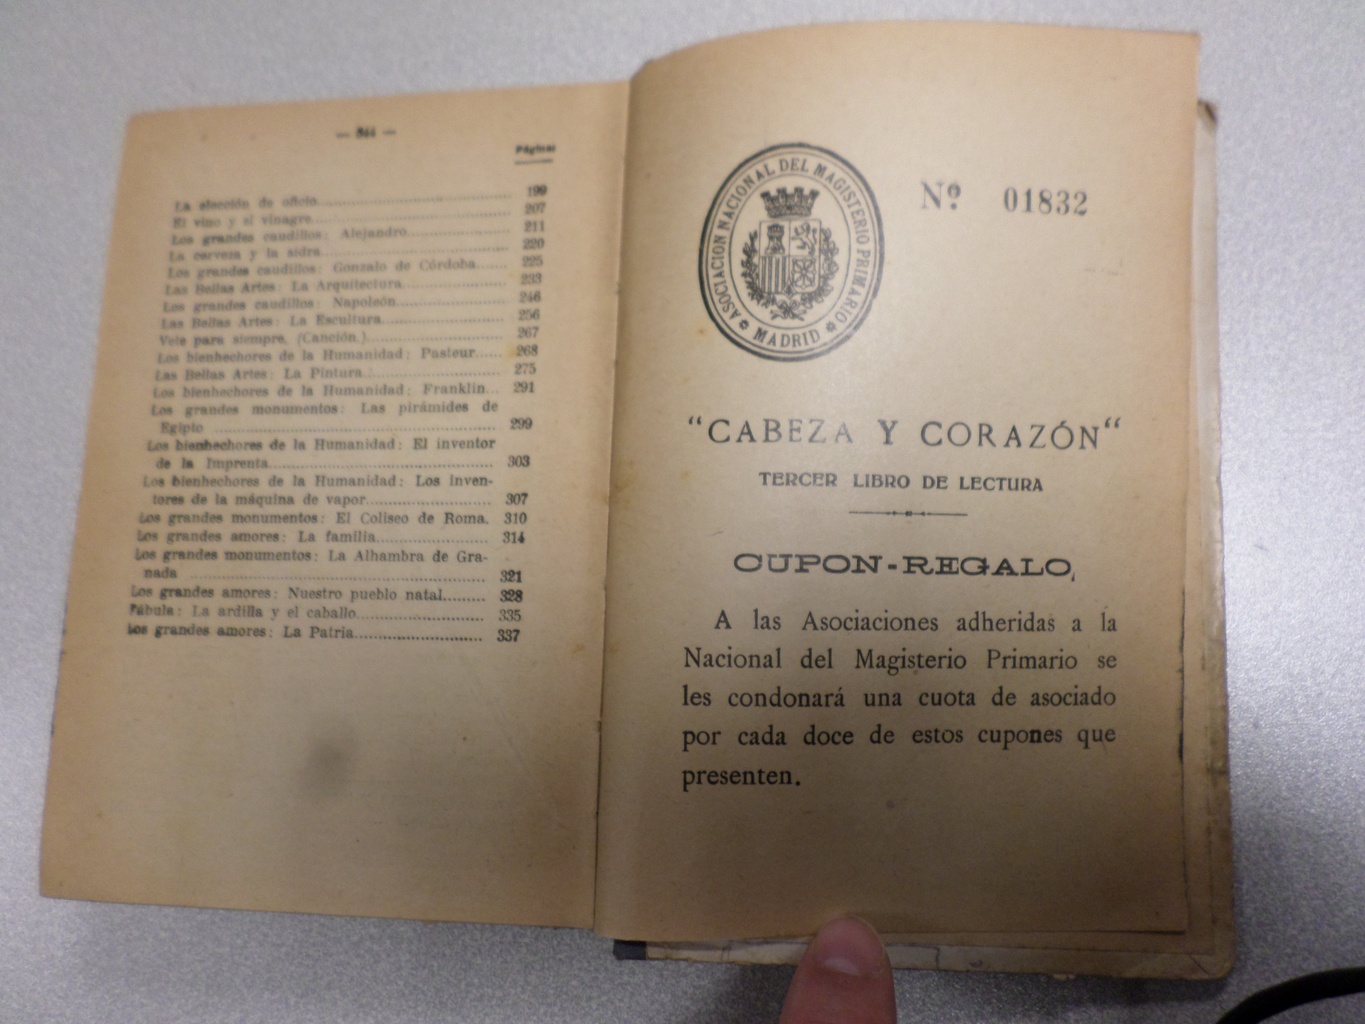 — 344 —
Páginas
La elección de oficio 199
El vino y el vinagre 207
Los grandes caudillos: Alejandro 211
La cerveza y la sidra 220
Los grandes caudillos: Gonzalo de Córdoba 225
Las Bellas Artes: La Arquitectura 233
Los grandes caudillos: Napoleón 246
Las Bellas Artes: La Escultura 256
Vete para siempre. (Canción.) 267
Los bienhechores de la Humanidad: Pasteur 268
Las Bellas Artes: La Pintura 275
Los bienhechores de la Humanidad: Franklin 291
Los grandes monumentos: Las pirámides de
Egipto 299
Los bienhechores de la Humanidad: El inventor
de la Imprenta 303
Los bienhechores de la Humanidad: Los inven-
tores de la máquina de vapor 307
Los grandes monumentos: El Coliseo de Roma. 310
Los grandes amores: La familia 314
Los grandes monumentos: La Alhambra de Gra-
nada 321
Los grandes amores: Nuestro pueblo natal 328
Fábula: La ardilla y el caballo 335
Los grandes amores: La Patria 337
ASOCIACION NACIONAL DEL MAGISTERIO PRIMARIO
MADRID
Nº. 01832
"CABEZA Y CORAZÓN"
TERCER LIBRO DE LECTURA
CUPON-REGALO
A las Asociaciones adheridas a la
Nacional del Magisterio Primario se
les condonará una cuota de asociado
por cada doce de estos cupones que
presenten.